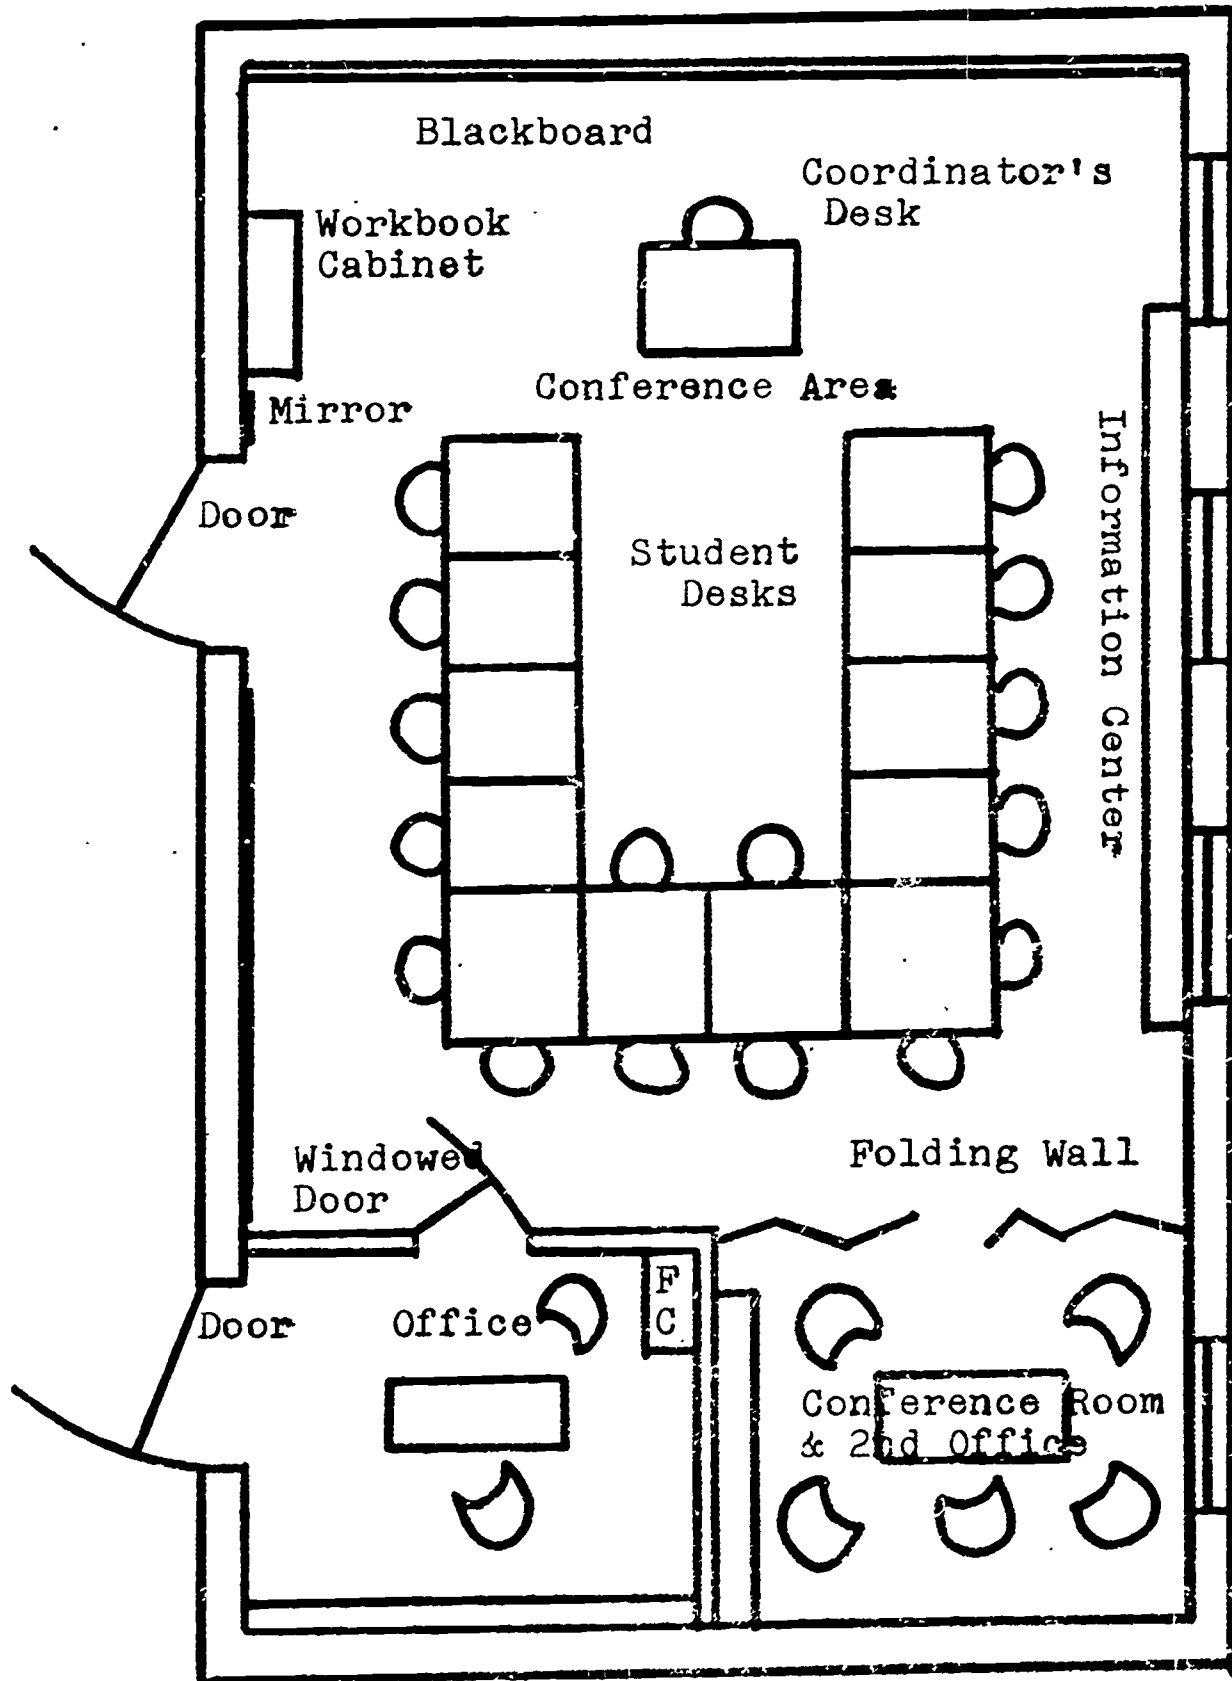 Blackboard
Coordinator's
Desk
Workbook
Cabinet
Conference Area
Mirror
Information Center
Door
Student
Desks
Windowed
Door
Folding Wall
F
C
Door
Office
Conference Room
& 2nd Office